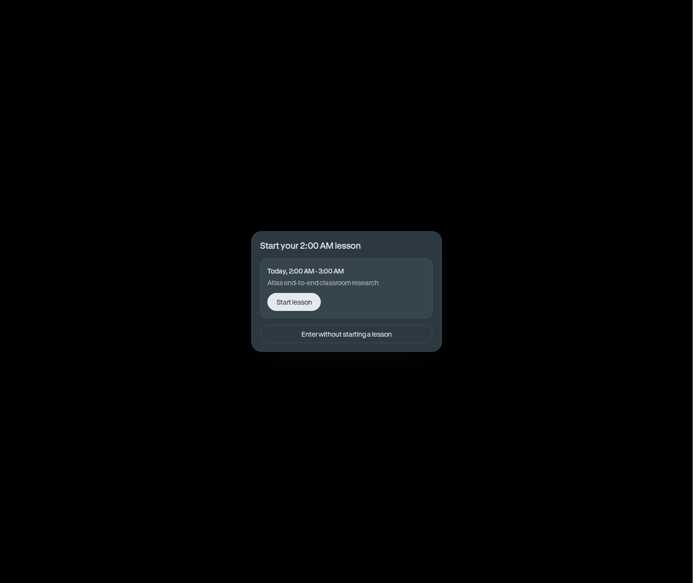 Start your 2:00 AM lesson
Today, 2:00 AM - 3:00 AM
Atlas end-to-end classroom research
Start lesson
Enter without starting a lesson